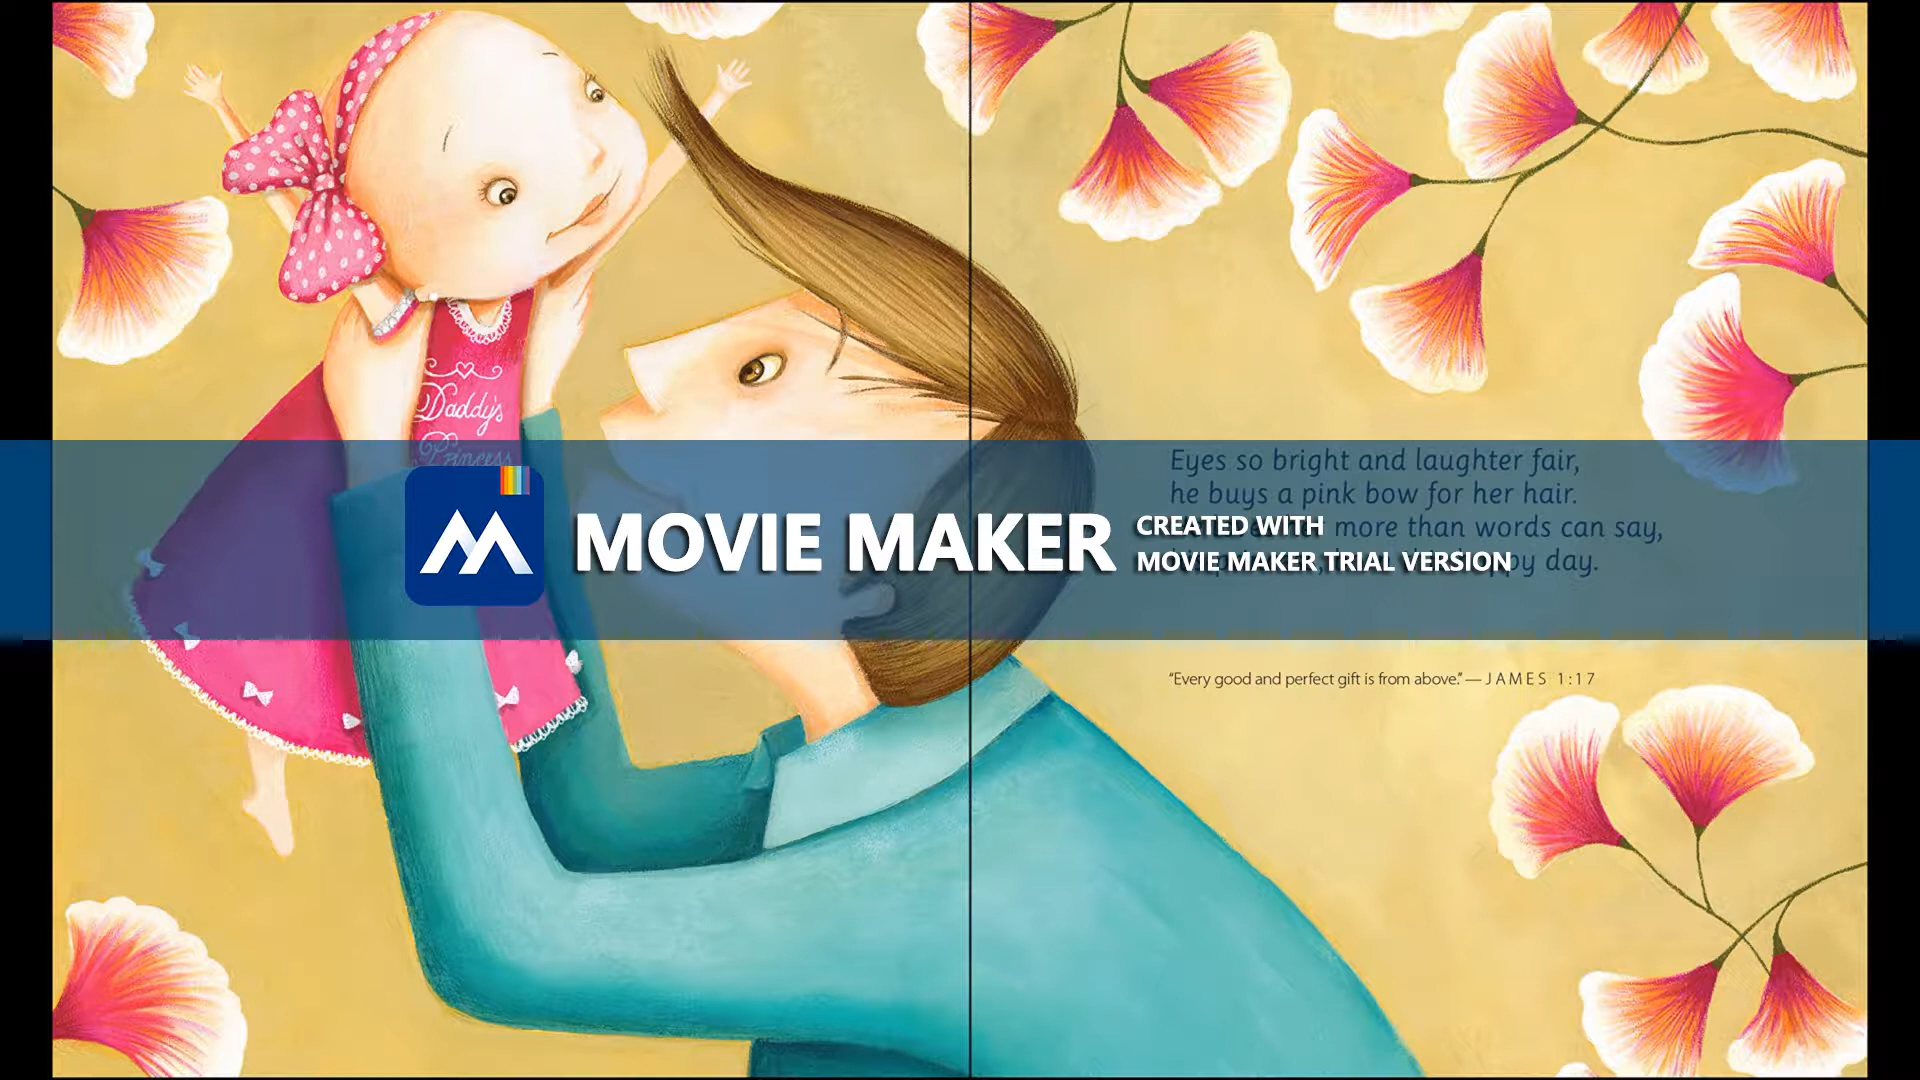 Daddy's
Princess
Eyes so bright and laughter fair,
he buys a pink bow for her hair.
more than words can say,
day.
MOVIE MAKER
CREATED WITH
MOVIE MAKER TRIAL VERSION
"Every good and perfect gift is from above."—JAMES 1:17